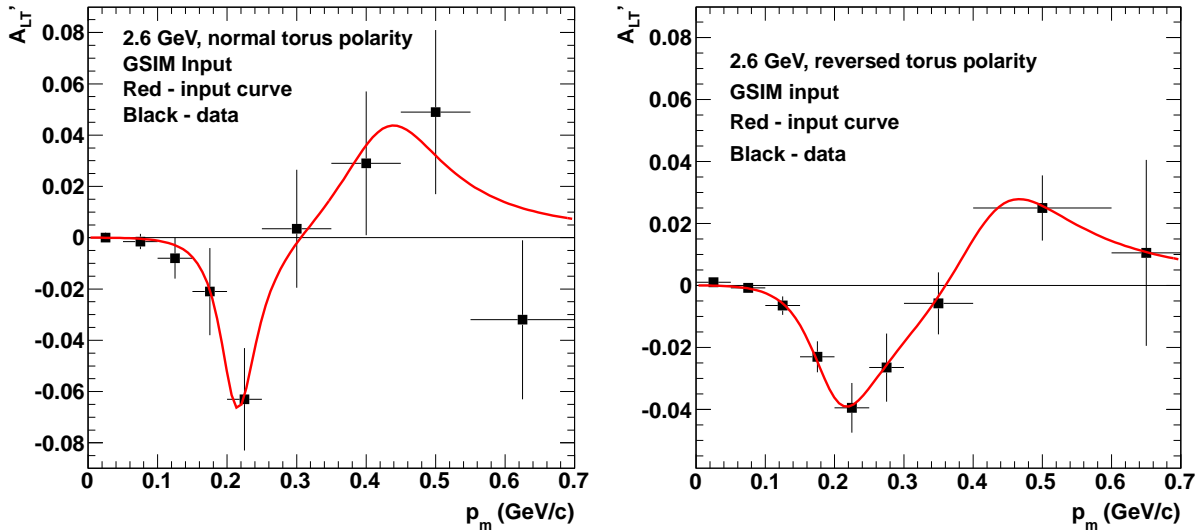 A_LT'
0.08
0.06
0.04
0.02
0
-0.02
-0.04
-0.06
-0.08
2.6 GeV, normal torus polarity
GSIM Input
Red - input curve
Black - data
0 0.1 0.2 0.3 0.4 0.5 0.6 0.7
p_m (GeV/c)
A_LT'
0.08
0.06
0.04
0.02
0
-0.02
-0.04
2.6 GeV, reversed torus polarity
GSIM input
Red - input curve
Black - data
0 0.1 0.2 0.3 0.4 0.5 0.6 0.7
p_m (GeV/c)